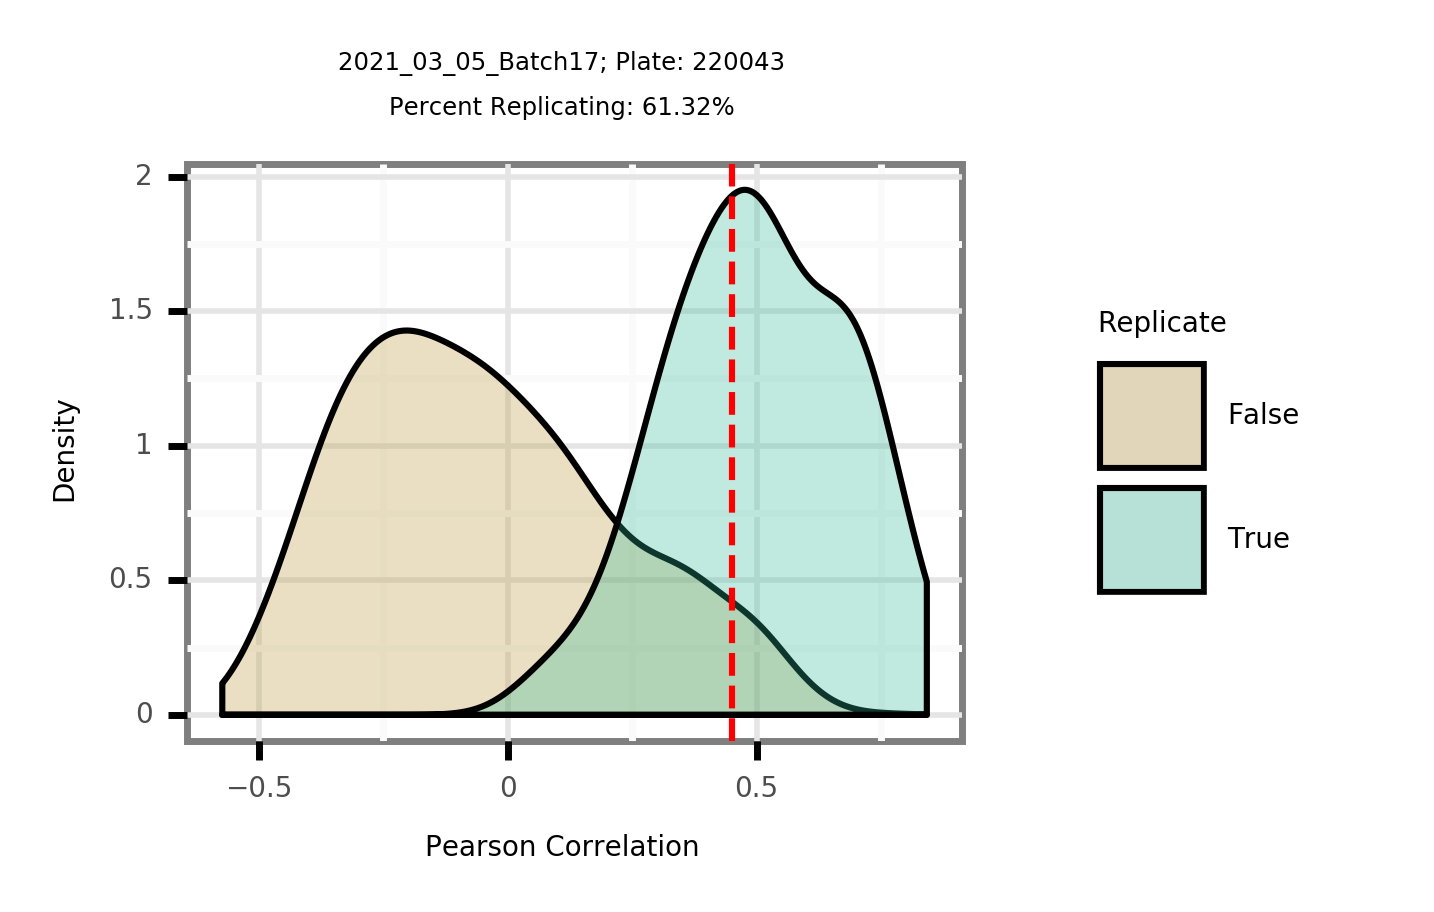 2021_03_05_Batch17; Plate: 220043
Percent Replicating: 61.32%
2
1.5
1
0.5
0
Density
−0.5 0 0.5
Pearson Correlation
Replicate
False
True